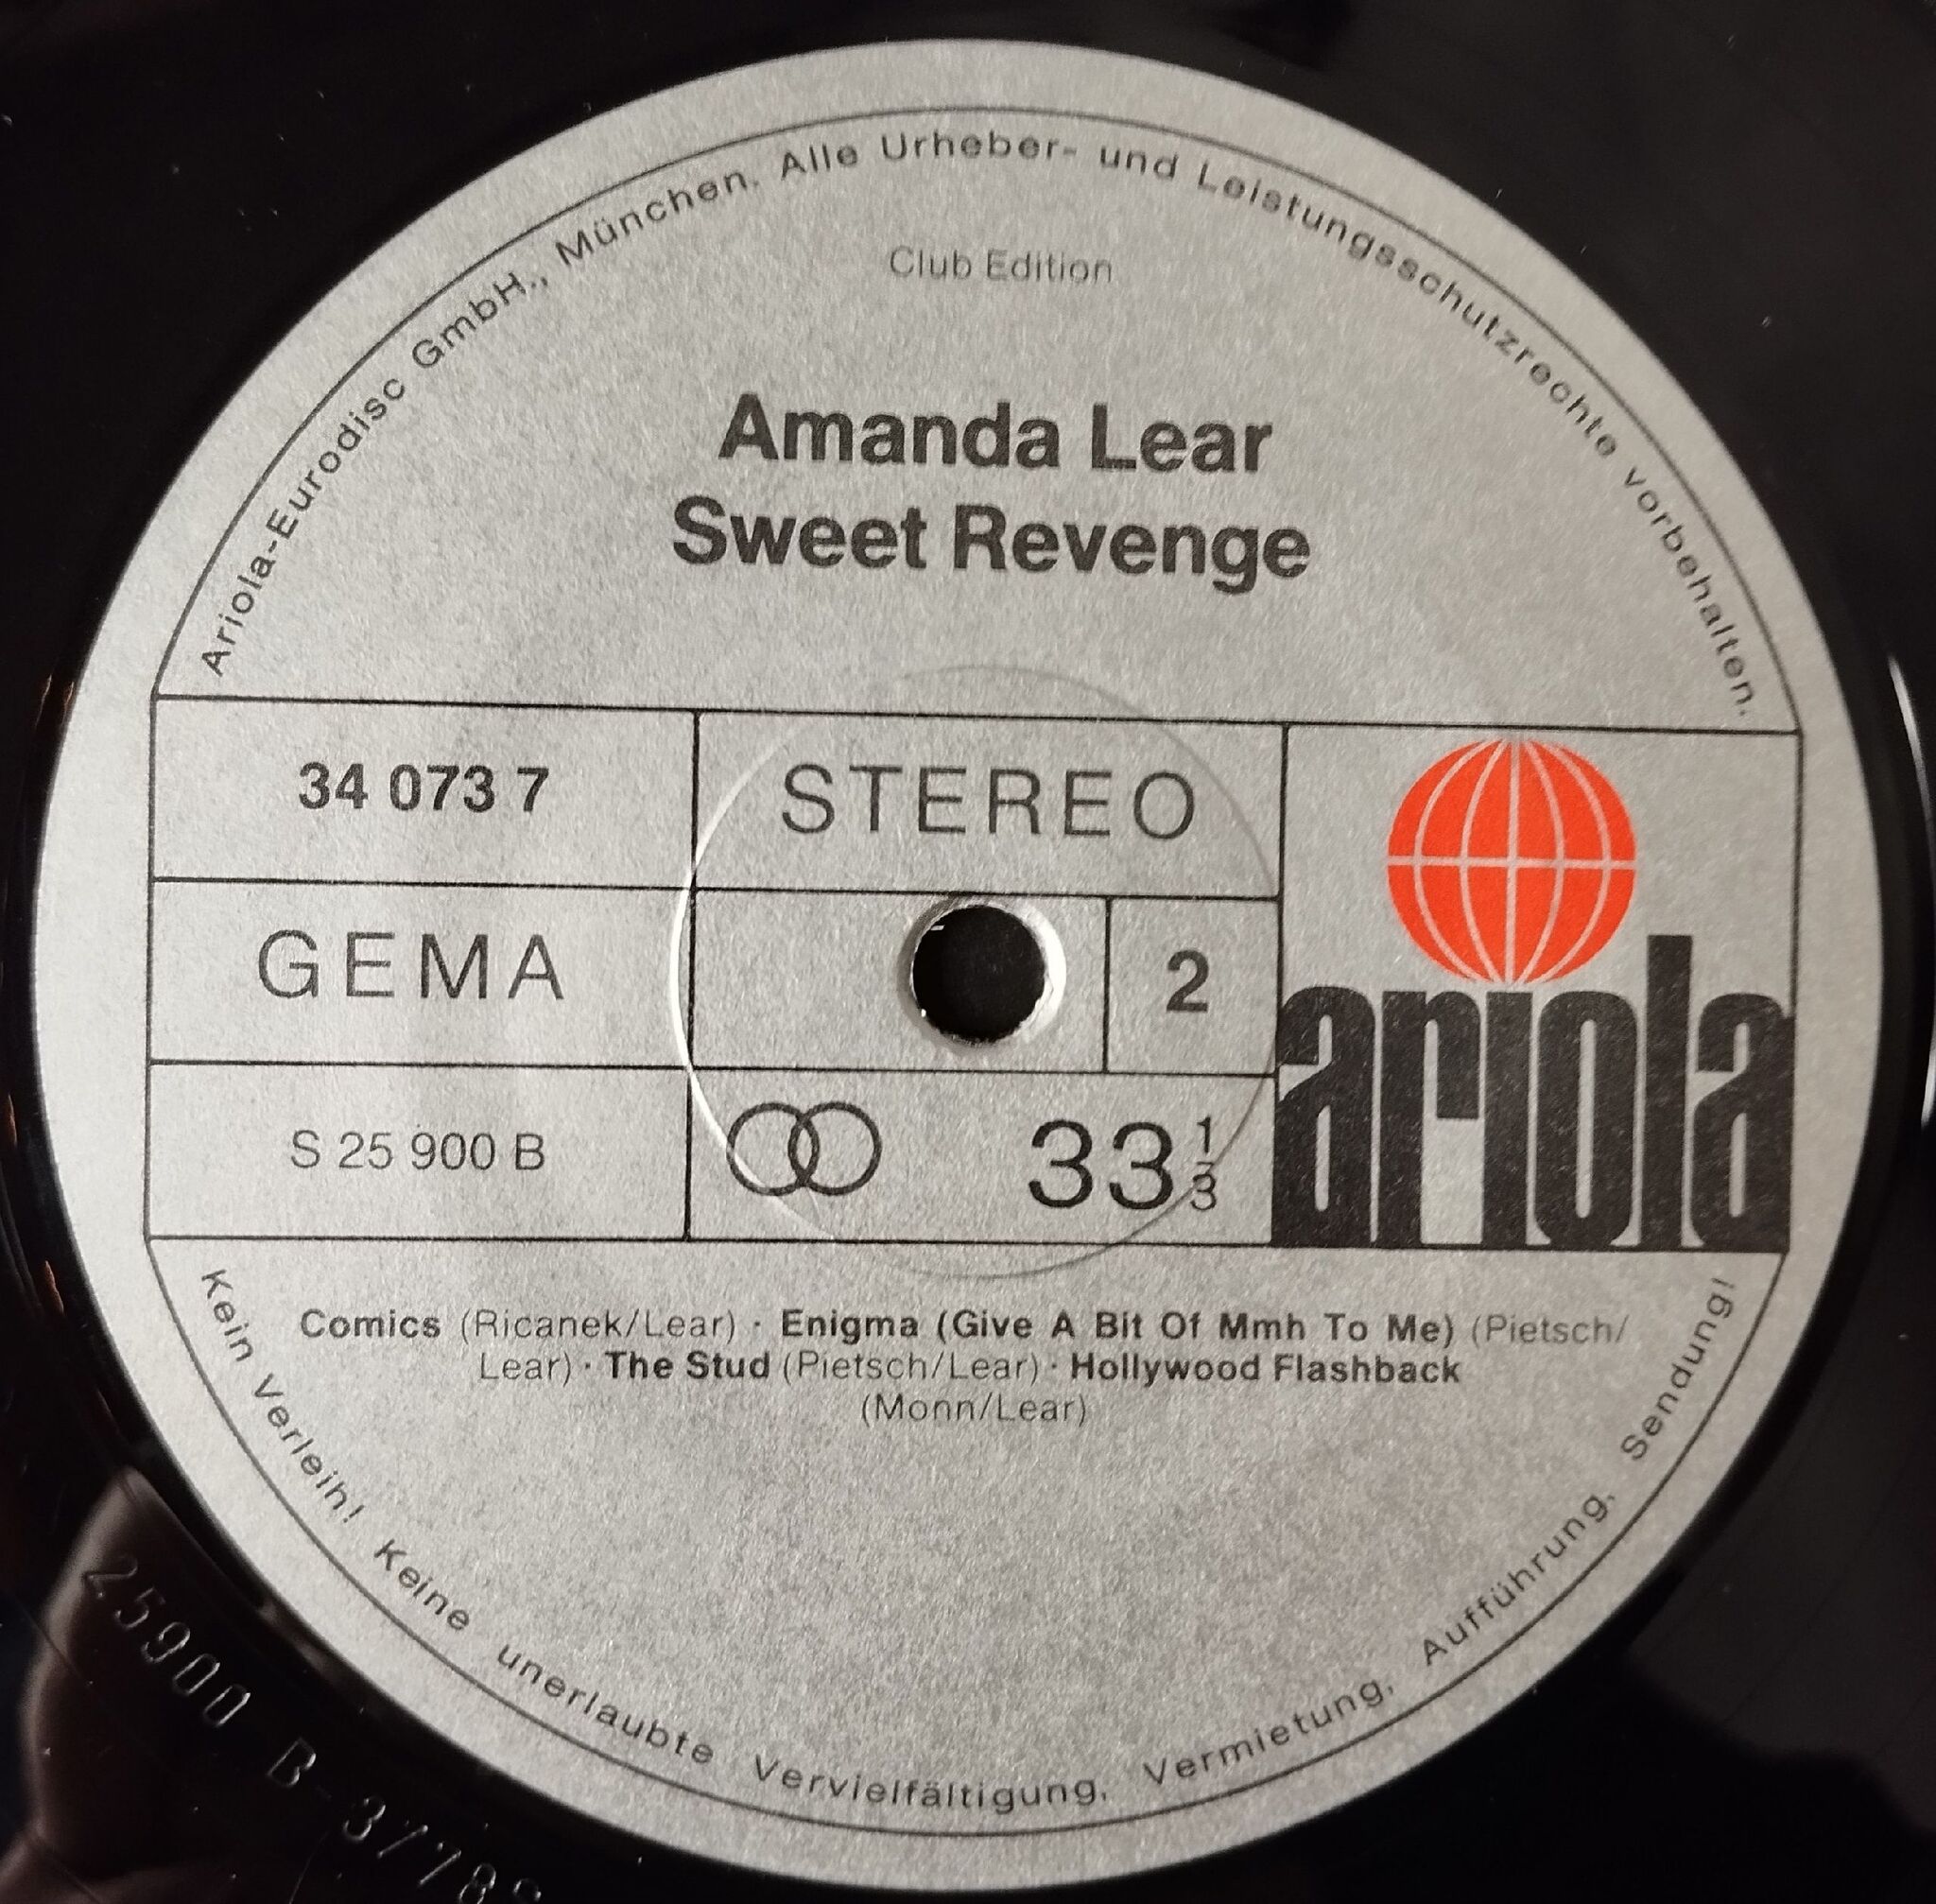 Ariola-Eurodisc GmbH., München. Alle Urheber- und Leistungsschutzrechte vorbehalten.
Club Edition
Amanda Lear
Sweet Revenge
34 073 7
STEREO
GEMA
2
S 25 900 B
33 1/3
ariola
Comics (Ricanek/Lear) · Enigma (Give A Bit Of Mmh To Me) (Pietsch/
Lear) · The Stud (Pietsch/Lear) · Hollywood Flashback
(Monn/Lear)
Kein Verleih! Keine unerlaubte Vervielfältigung, Vermietung, Aufführung, Sendung!
25900 B-3778